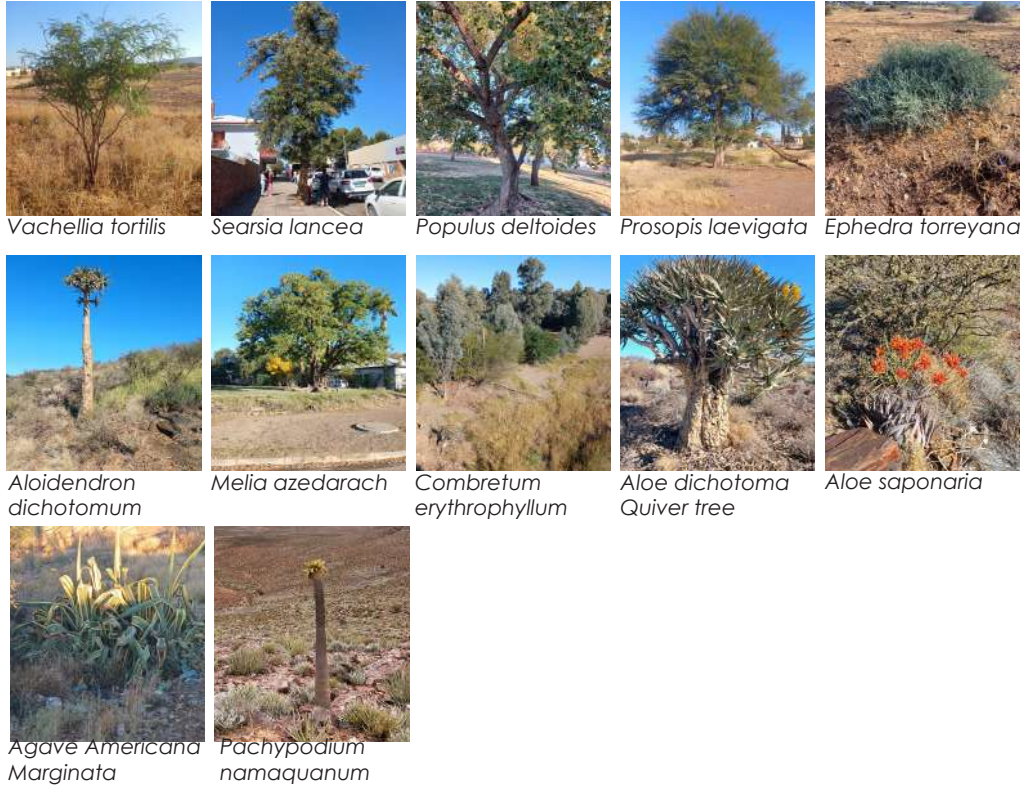 Vachellia tortilis
Searsia lancea
Populus deltoides
Prosopis laevigata
Ephedra torreyana
Aloidendron
dichotomum
Melia azedarach
Combretum
erythrophyllum
Aloe dichotoma
Quiver tree
Aloe saponaria
Agave Americana
Marginata
Pachypodium
namaquanum